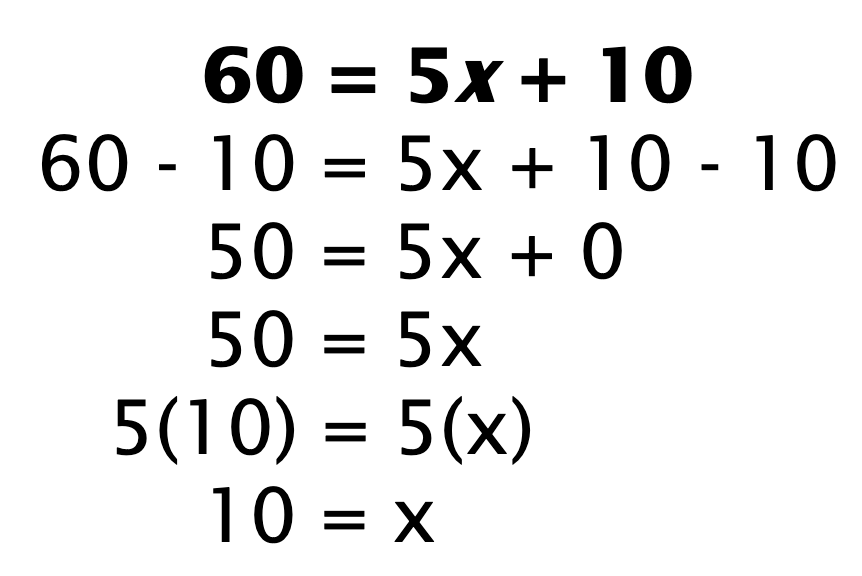 60 = 5x + 10
60 - 10 = 5x + 10 - 10
50 = 5x + 0
50 = 5x
5(10) = 5(x)
10 = x